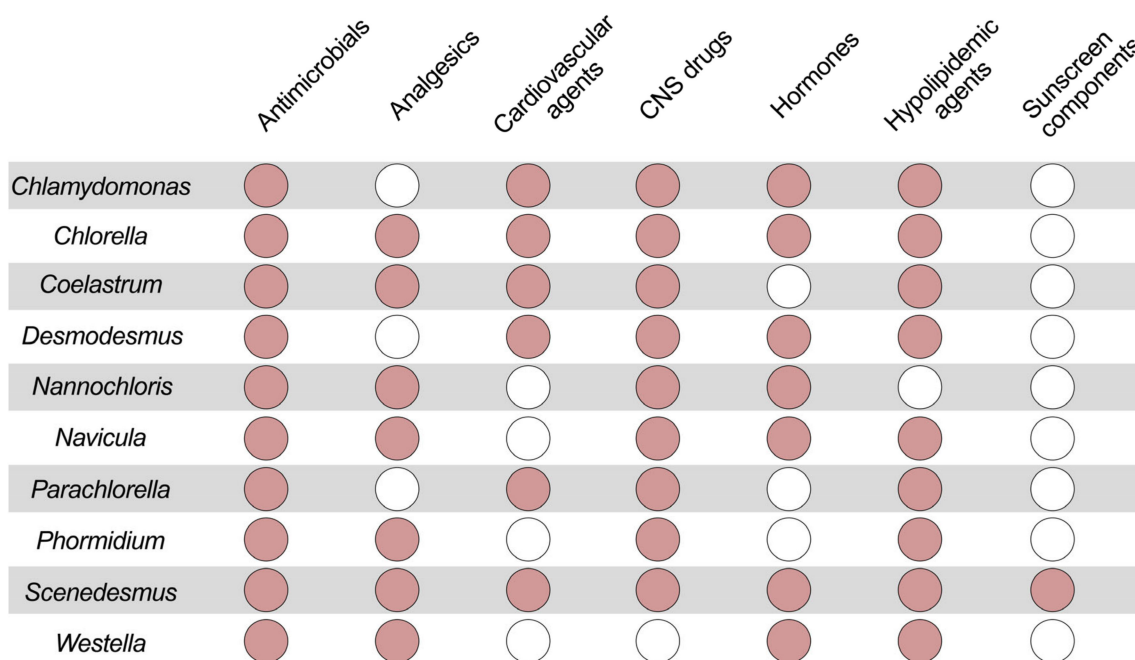 Antimicrobials
Analgesics
Cardiovascular
agents
CNS drugs
Hormones
Hypolipidemic
agents
Sunscreen
components
Chlamydomonas
Chlorella
Coelastrum
Desmodesmus
Nannochloris
Navicula
Parachlorella
Phormidium
Scenedesmus
Westella